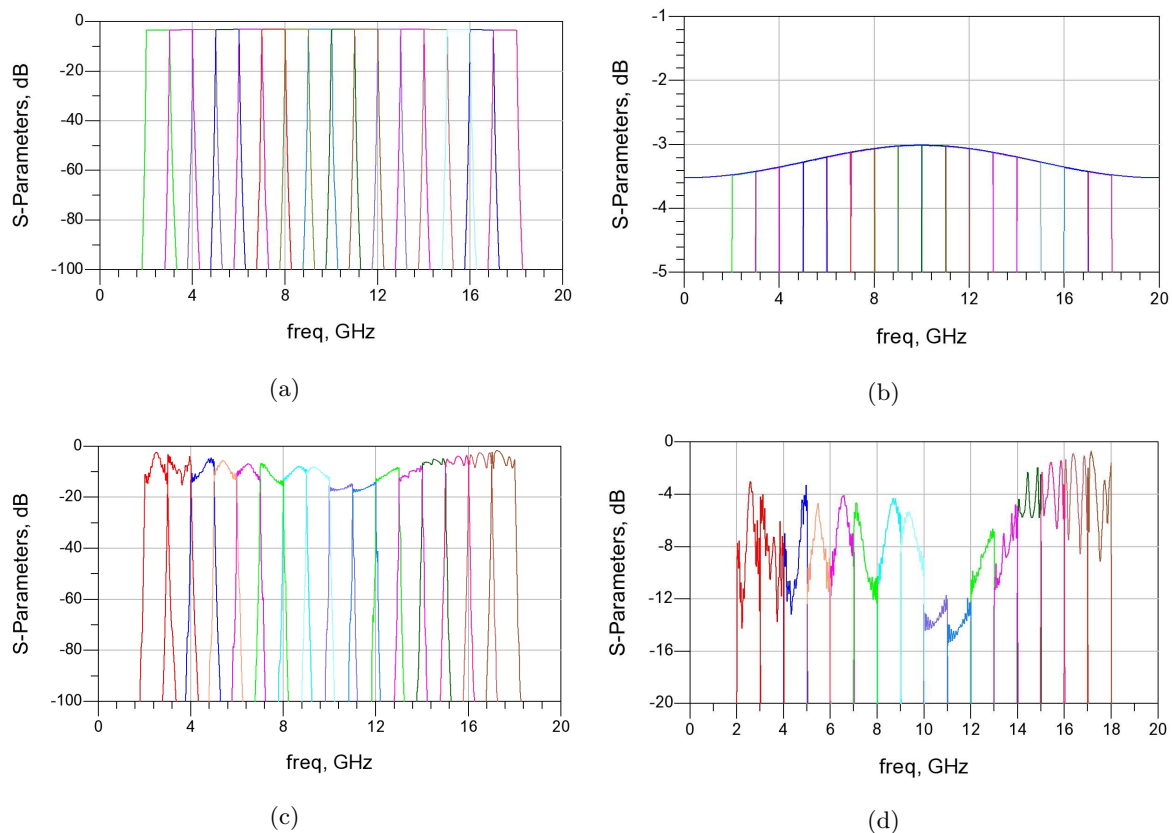 0
-20
-40
-60
-80
-100
0 4 8 12 16 20
S-Parameters, dB
freq, GHz
(a)
-1
-2
-3
-4
-5
0 4 8 12 16 20
S-Parameters, dB
freq, GHz
(b)
0
-20
-40
-60
-80
-100
0 4 8 12 16 20
S-Parameters, dB
freq, GHz
(c)
0
-4
-8
-12
-16
-20
0 2 4 6 8 10 12 14 16 18 20
S-Parameters, dB
freq, GHz
(d)